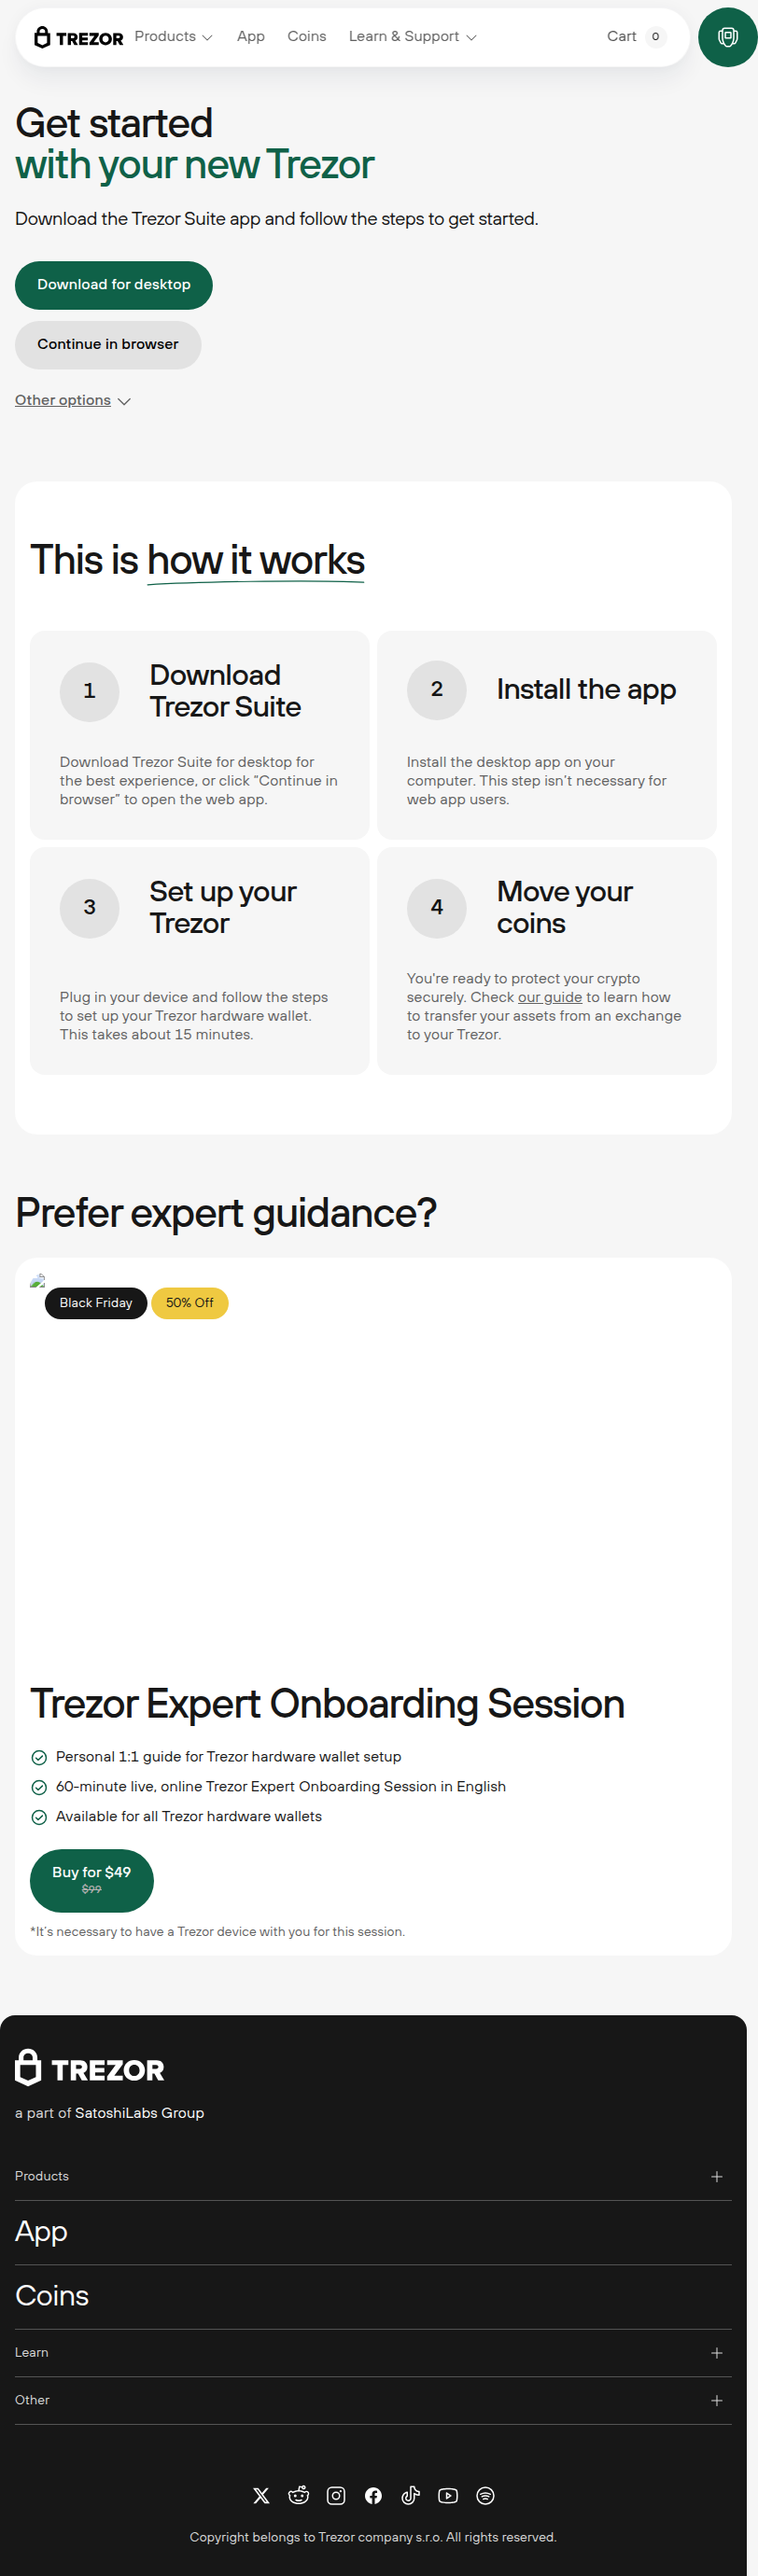 TREZOR Products App Coins Learn & Support Cart 0
Get started
with your new Trezor
Download the Trezor Suite app and follow the steps to get started.
Download for desktop
Continue in browser
Other options
This is how it works
1
Download
Trezor Suite
Download Trezor Suite for desktop for
the best experience, or click “Continue in
browser” to open the web app.
2
Install the app
Install the desktop app on your
computer. This step isn’t necessary for
web app users.
3
Set up your
Trezor
Plug in your device and follow the steps
to set up your Trezor hardware wallet.
This takes about 15 minutes.
4
Move your
coins
You're ready to protect your crypto
securely. Check our guide to learn how
to transfer your assets from an exchange
to your Trezor.
Prefer expert guidance?
Black Friday 50% Off
Trezor Expert Onboarding Session
Personal 1:1 guide for Trezor hardware wallet setup
60-minute live, online Trezor Expert Onboarding Session in English
Available for all Trezor hardware wallets
Buy for $49
$99
*It’s necessary to have a Trezor device with you for this session.
TREZOR
a part of SatoshiLabs Group
Products
App
Coins
Learn
Other
Copyright belongs to Trezor company s.r.o. All rights reserved.